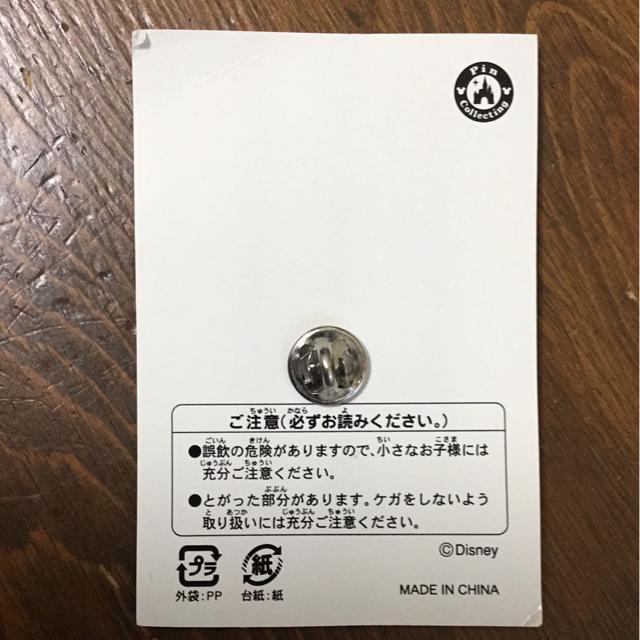 Pin
Collecting
ご注意(必ずお読みください。)
●誤飲の危険がありますので、小さなお子様には
充分ご注意ください。
●とがった部分があります。ケガをしないよう
取り扱いには充分ご注意ください。
©Disney
プラ
紙
外袋:PP
台紙:紙
MADE IN CHINA